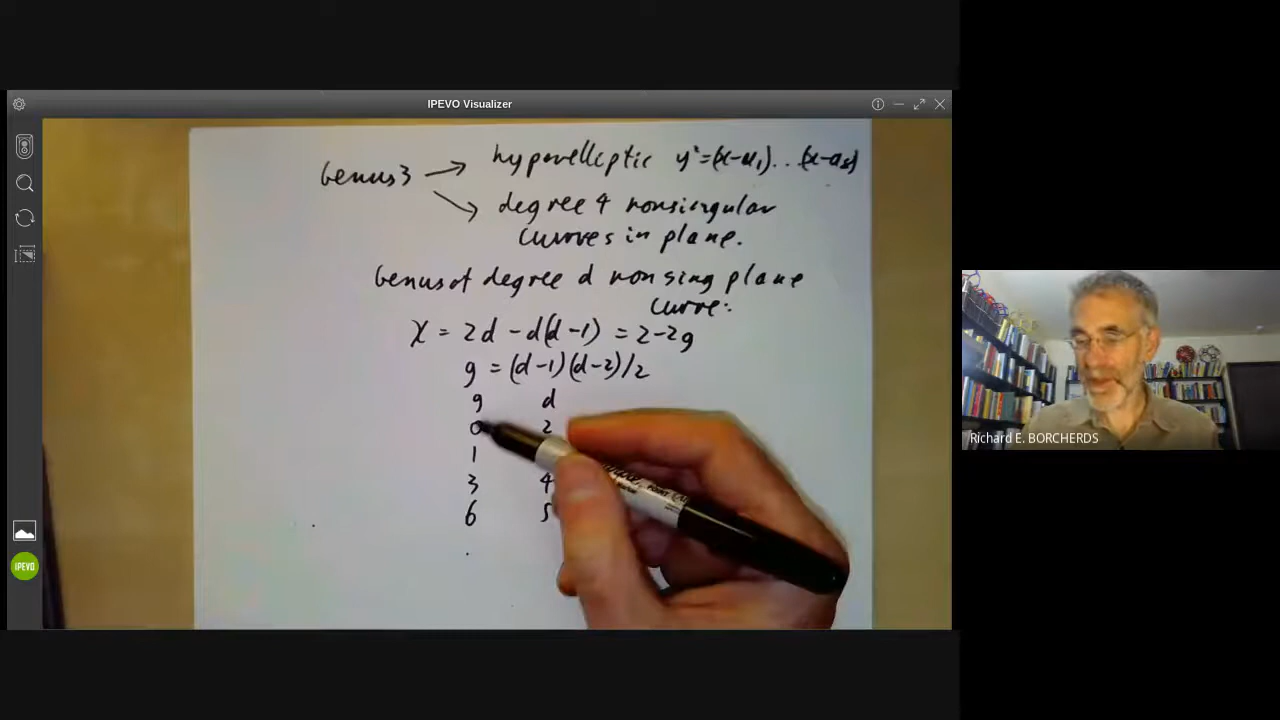 IPEVO Visualizer
Genus 3 → hyperelliptic y²=(x-a₁)...(x-a₈)
→ degree 4 nonsingular
curves in plane.
Genus of degree d nonsing plane
curve:
χ = 2d - d(d-1) = 2-2g
g = (d-1)(d-2)/2
g d
0 2
1
3 4
6 5
Richard E. BORCHERDS
IPEVO